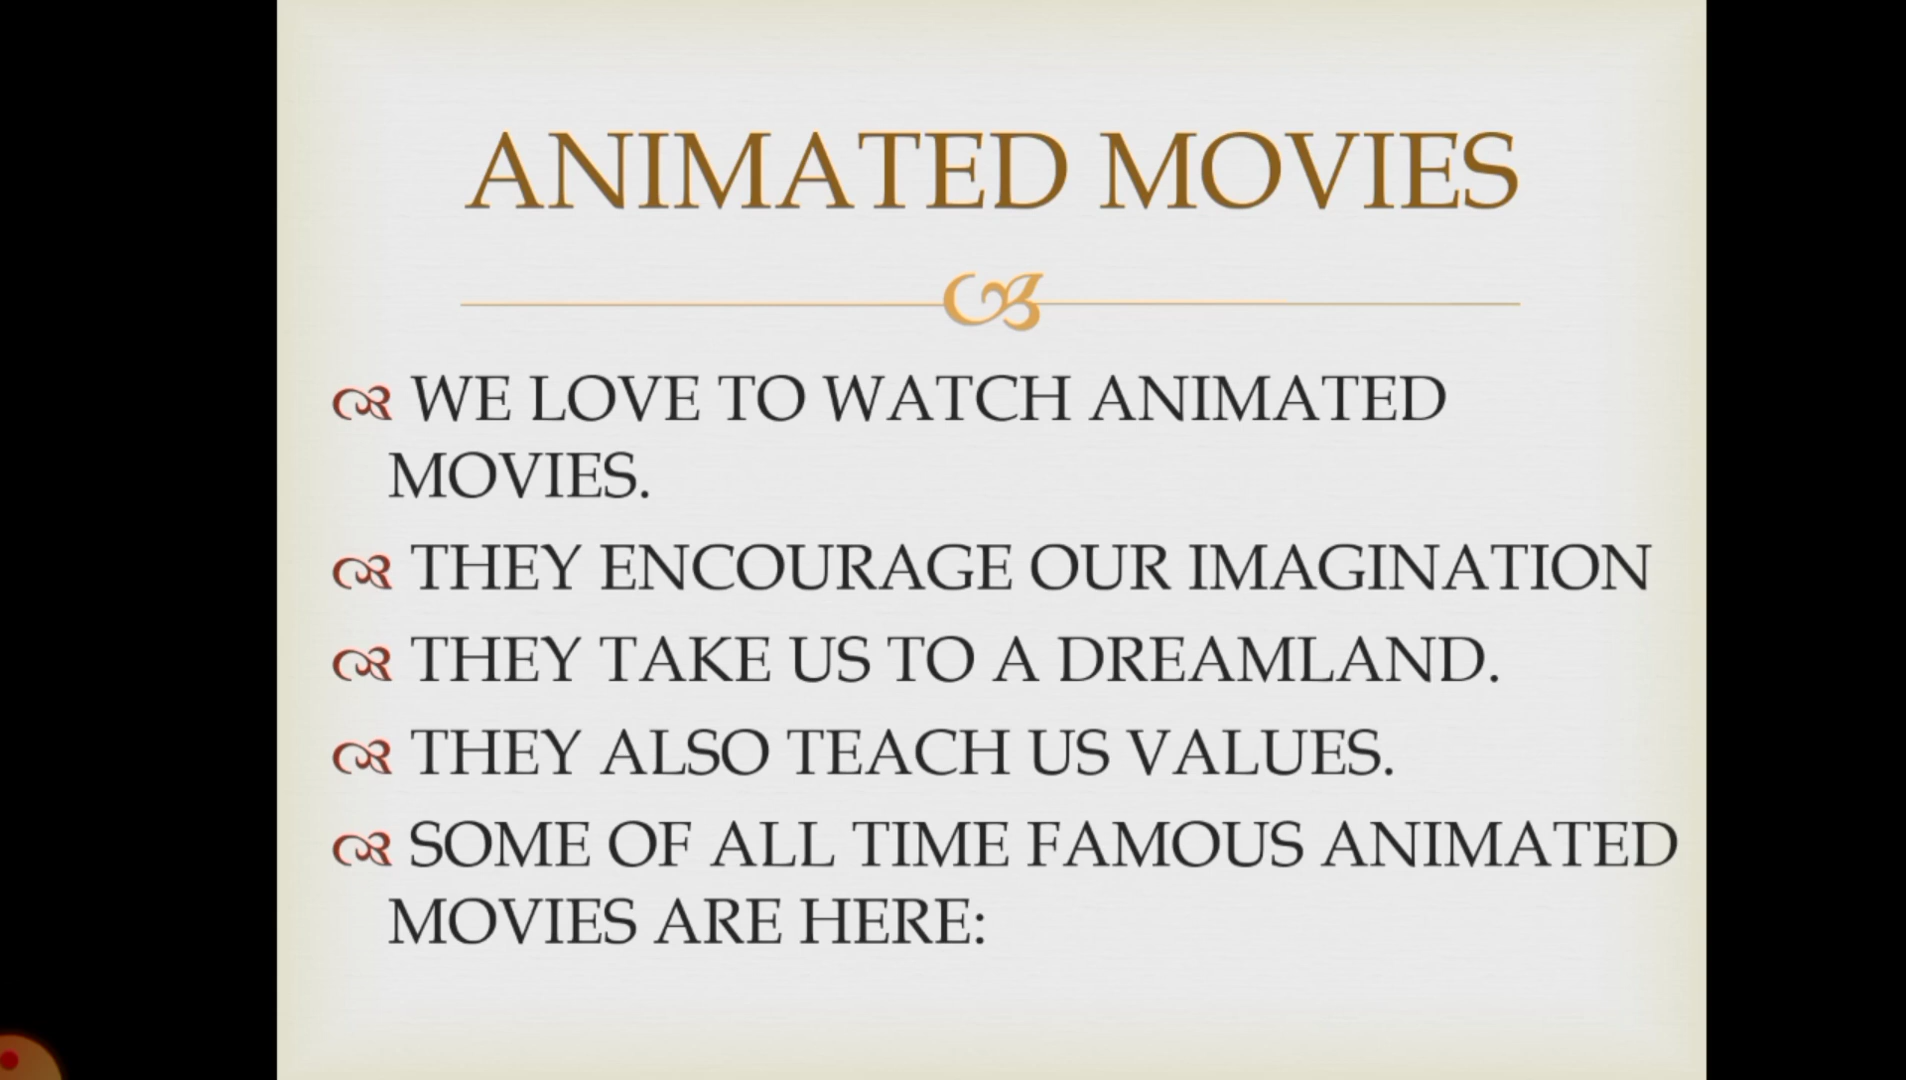 ANIMATED MOVIES
WE LOVE TO WATCH ANIMATED
MOVIES.
THEY ENCOURAGE OUR IMAGINATION
THEY TAKE US TO A DREAMLAND.
THEY ALSO TEACH US VALUES.
SOME OF ALL TIME FAMOUS ANIMATED
MOVIES ARE HERE: